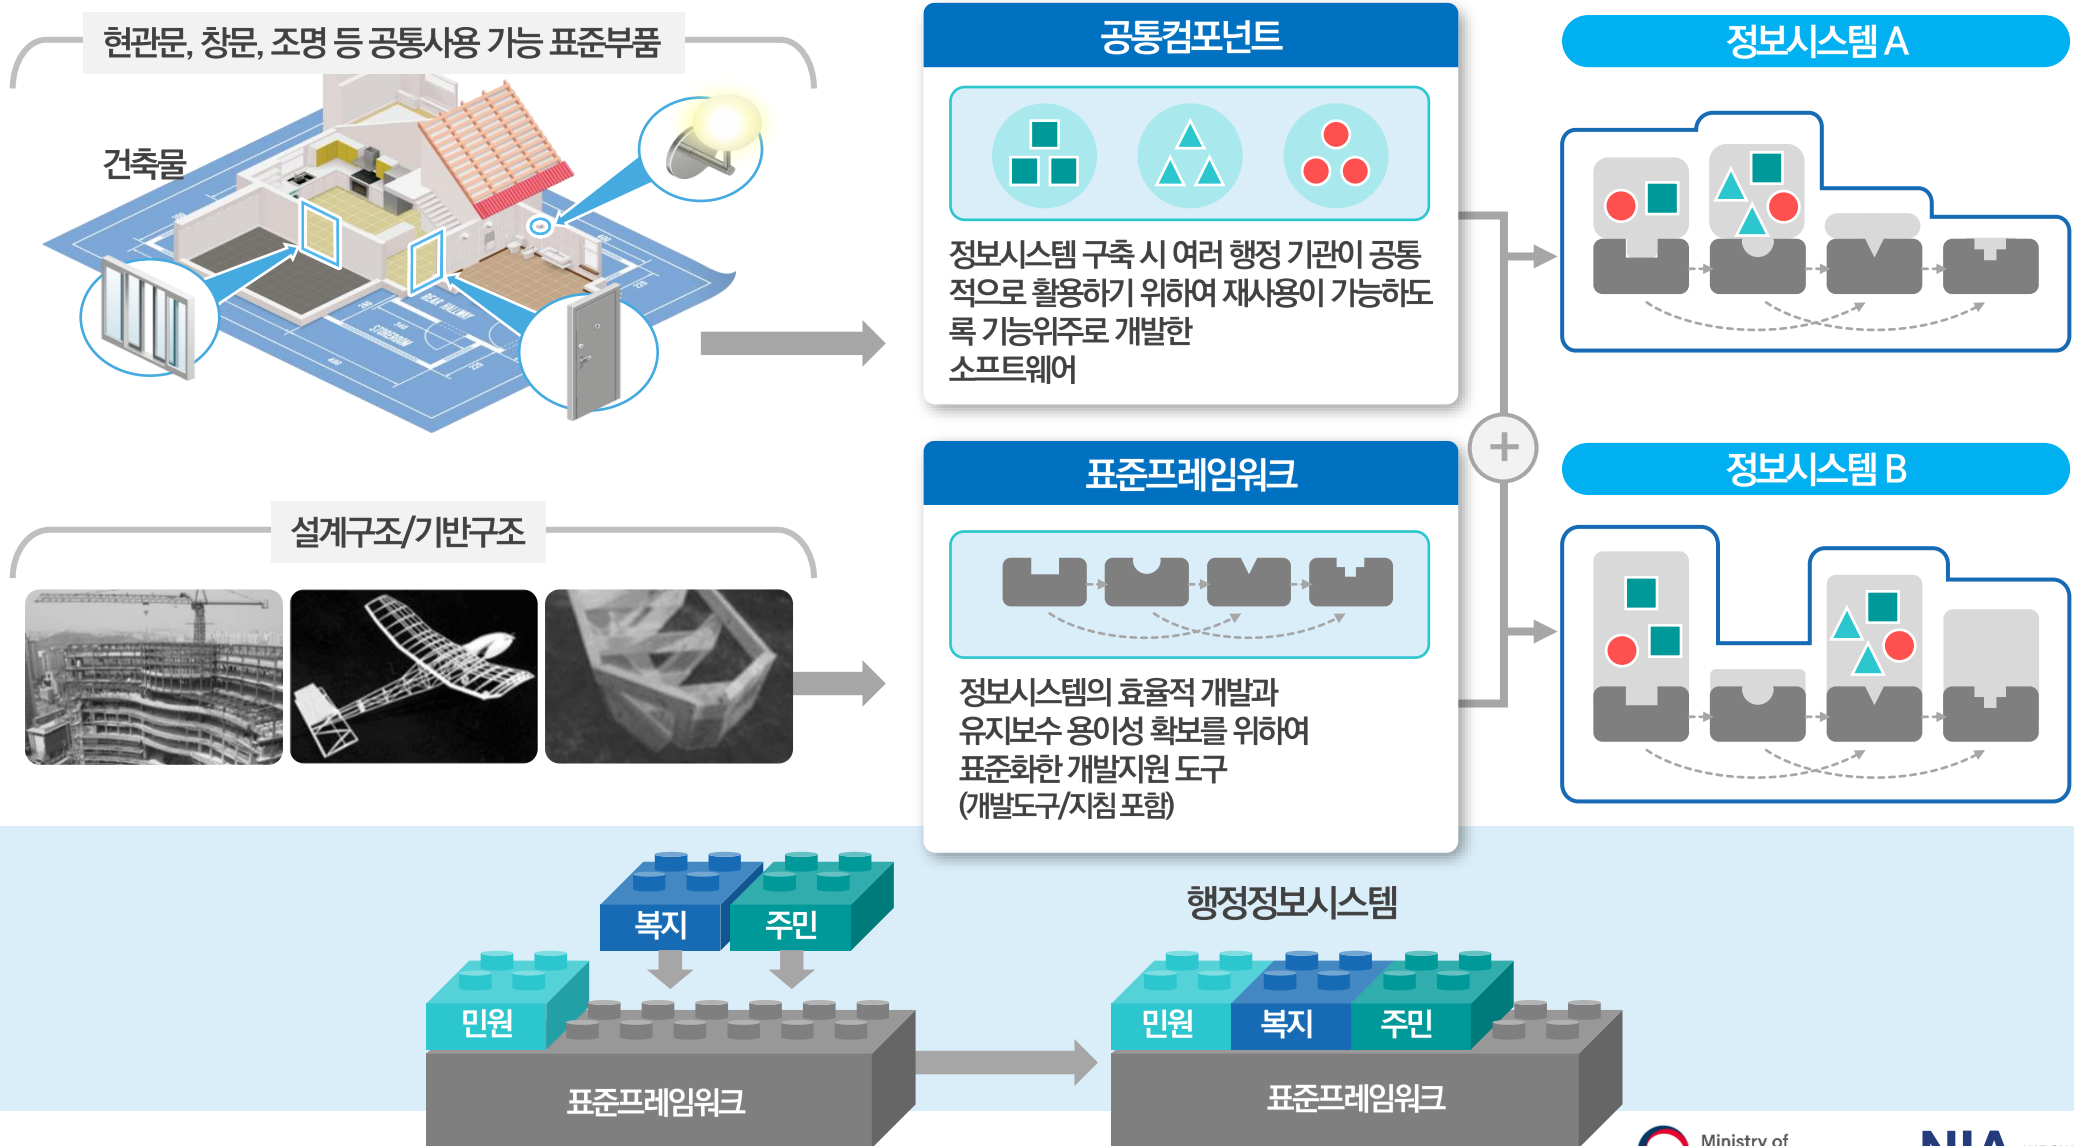 현관문, 창문, 조명 등 공통사용 가능 표준부품
건축물
REAR HALLWAY
STOREROOM
설계구조/기반구조
공통컴포넌트
정보시스템 구축 시 여러 행정 기관이 공통
적으로 활용하기 위하여 재사용이 가능하도
록 기능위주로 개발한
소프트웨어
+
표준프레임워크
정보시스템의 효율적 개발과
유지보수 용이성 확보를 위하여
표준화한 개발지원 도구
(개발도구/지침 포함)
정보시스템 A
정보시스템 B
복지
주민
민원
표준프레임워크
행정정보시스템
민원
복지
주민
표준프레임워크
Ministry of
NIA